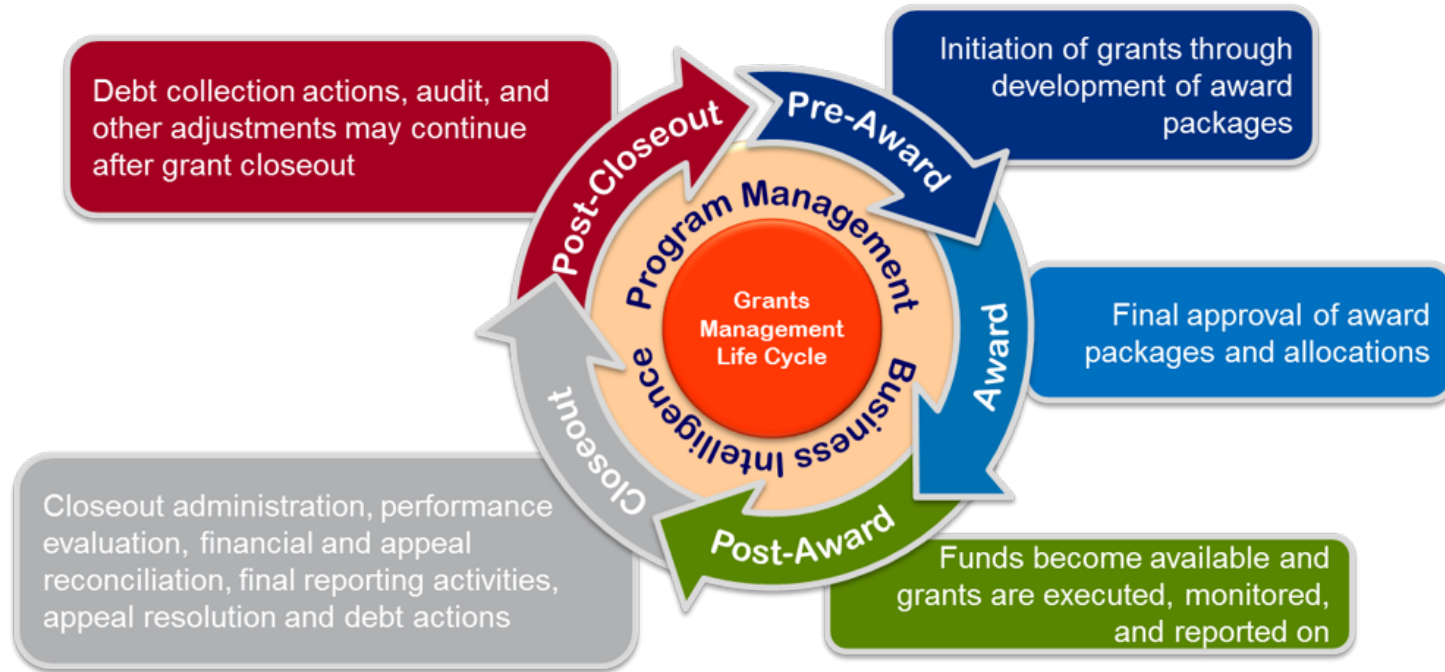 Debt collection actions, audit, and
other adjustments may continue
after grant closeout
Initiation of grants through
development of award
packages
Post-Closeout
Pre-Award
Program Management
Grants
Management
Life Cycle
Business Intelligence
Award
Final approval of award
packages and allocations
Closeout
Post-Award
Closeout administration, performance
evaluation, financial and appeal
reconciliation, final reporting activities,
appeal resolution and debt actions
Funds become available and
grants are executed, monitored,
and reported on